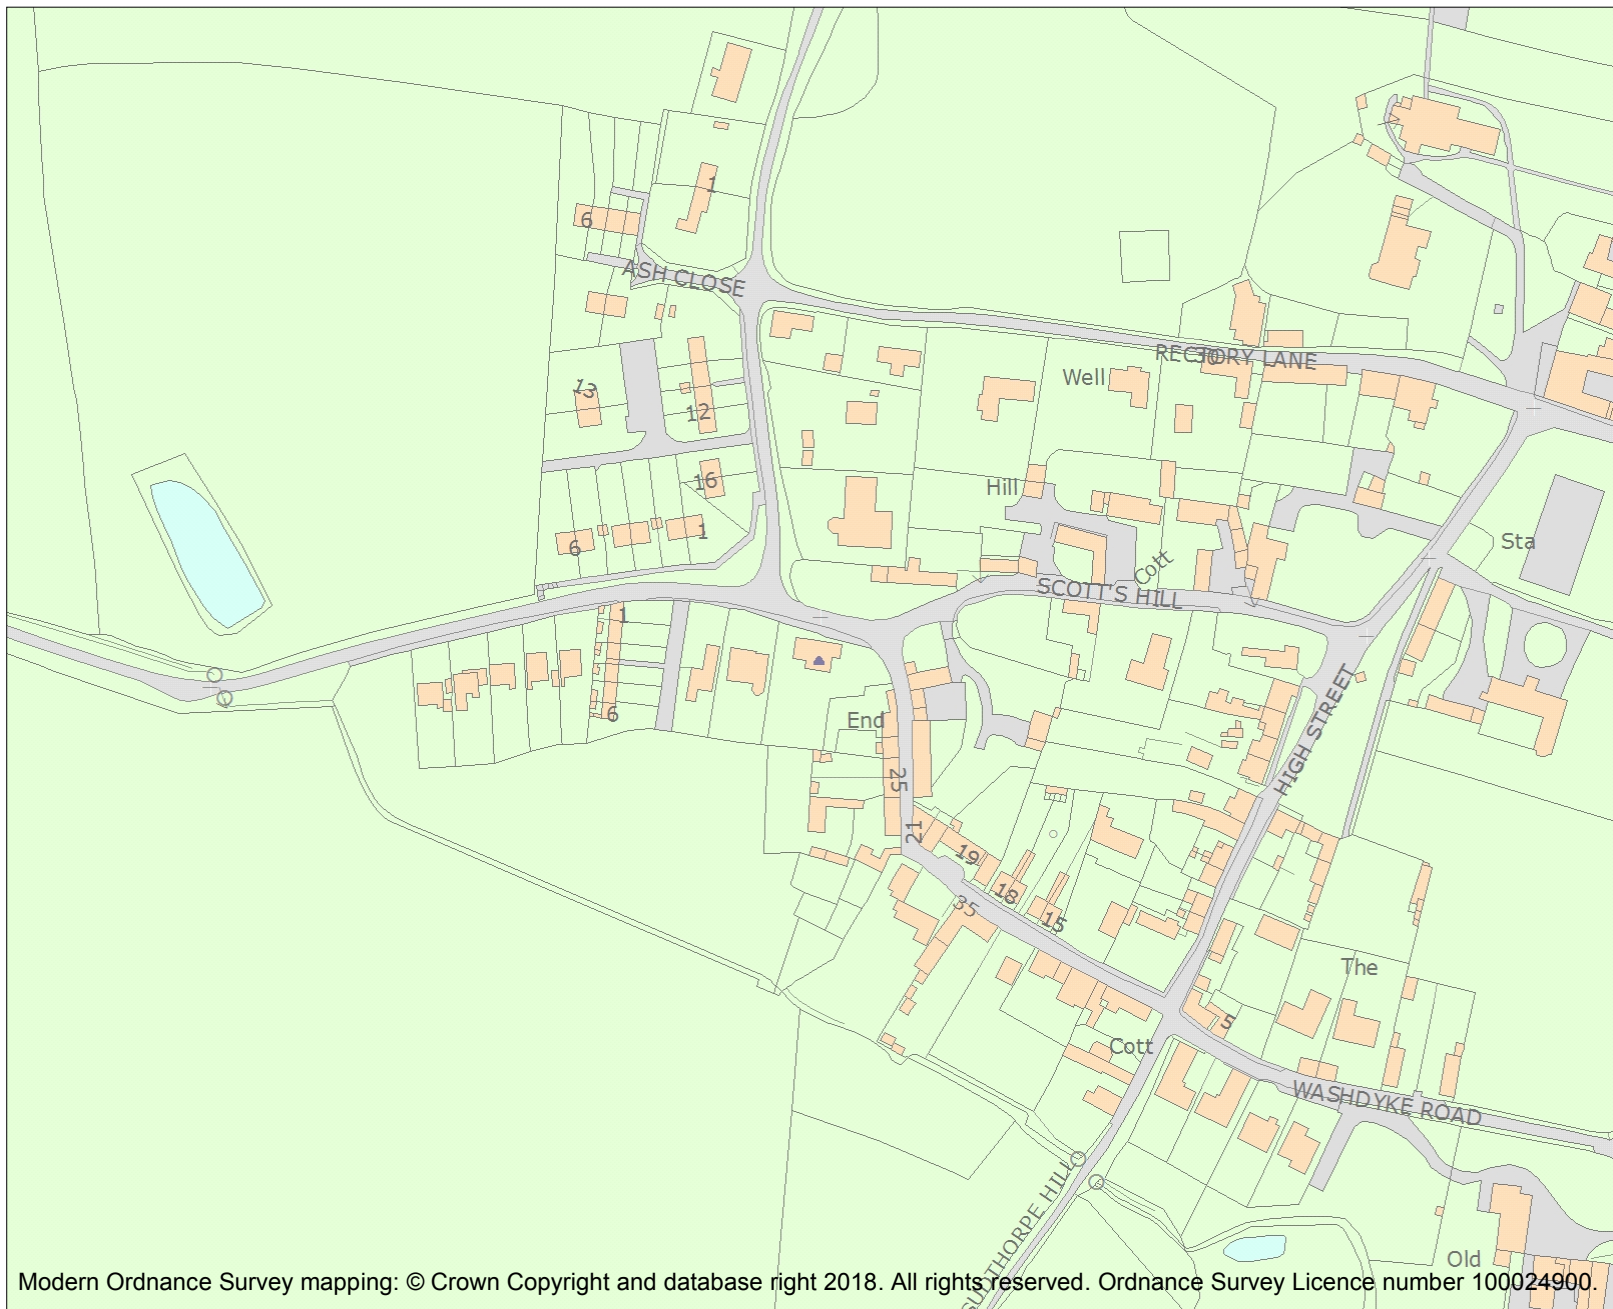 1
6
ASH CLOSE
RECTORY LANE
30
Well
13
12
16
Hill
1
6
Sta
Cott
SCOTT'S HILL
1
6
End
HIGH STREET
25
21
19
18
35
15
The
5
Cott
WASHDYKE ROAD
Old
Modern Ordnance Survey mapping: © Crown Copyright and database right 2018. All rights reserved. Ordnance Survey Licence number 100024900.